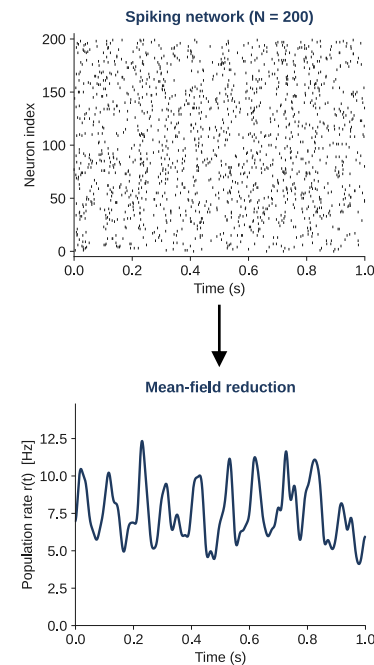 Spiking network (N = 200)
Neuron index
200
150
100
50
0
0.0 0.2 0.4 0.6 0.8 1.0
Time (s)
Mean-field reduction
Population rate r(t) [Hz]
12.5
10.0
7.5
5.0
2.5
0.0
0.0 0.2 0.4 0.6 0.8 1.0
Time (s)